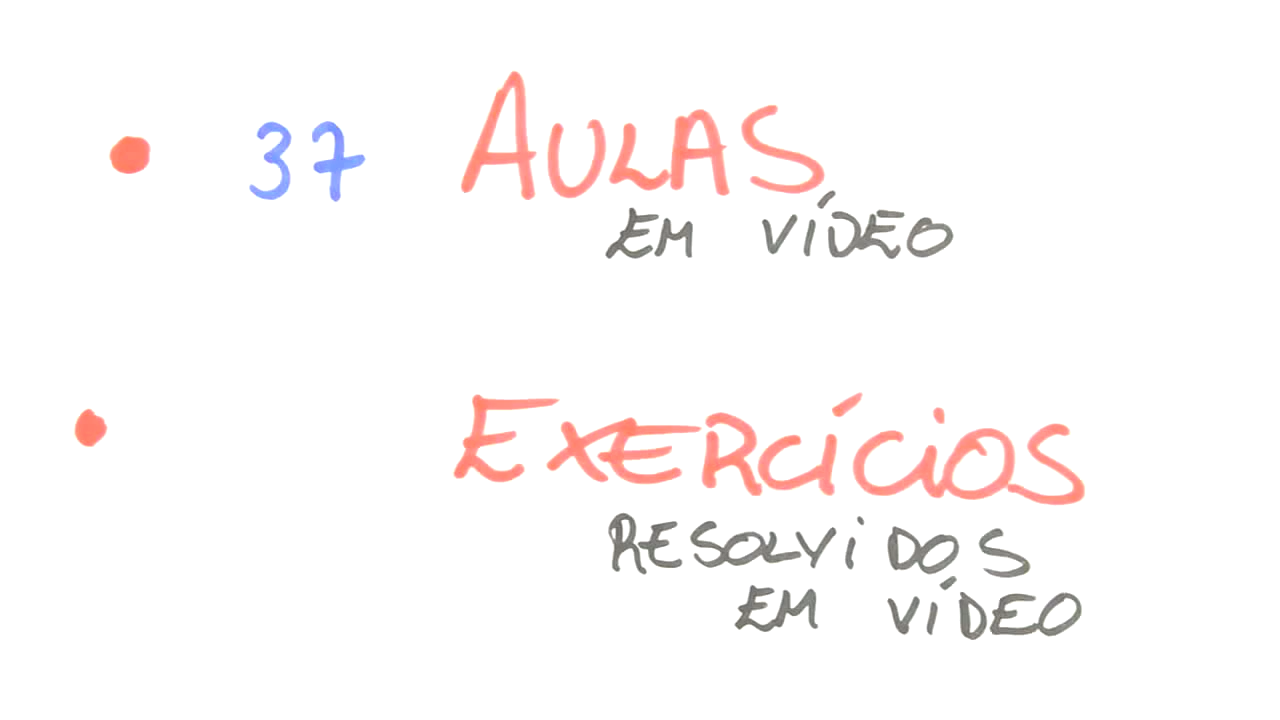 • 37 AULAS
EM VÍDEO
• EXERCÍCIOS
RESOLVIDOS
EM VÍDEO